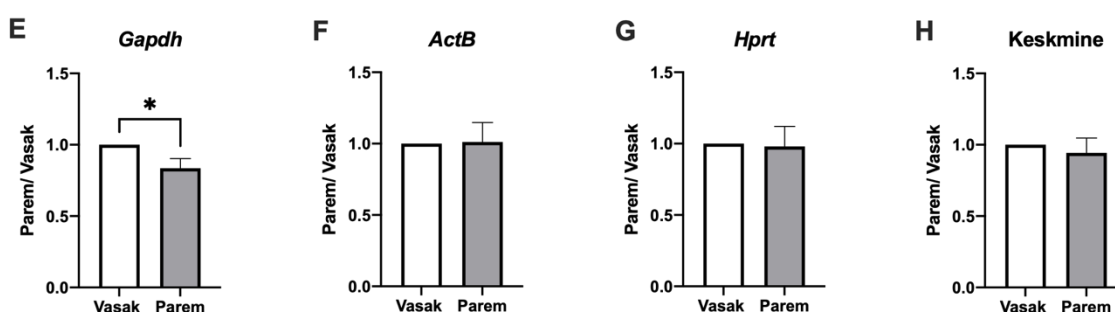 E
Gapdh
Parem/ Vasak
1.5
1.0
0.5
0.0
*
Vasak Parem
F
ActB
Parem/ Vasak
1.5
1.0
0.5
0.0
Vasak Parem
G
Hprt
Parem/ Vasak
1.5
1.0
0.5
0.0
Vasak Parem
H
Keskmine
Parem/ Vasak
1.5
1.0
0.5
0.0
Vasak Parem